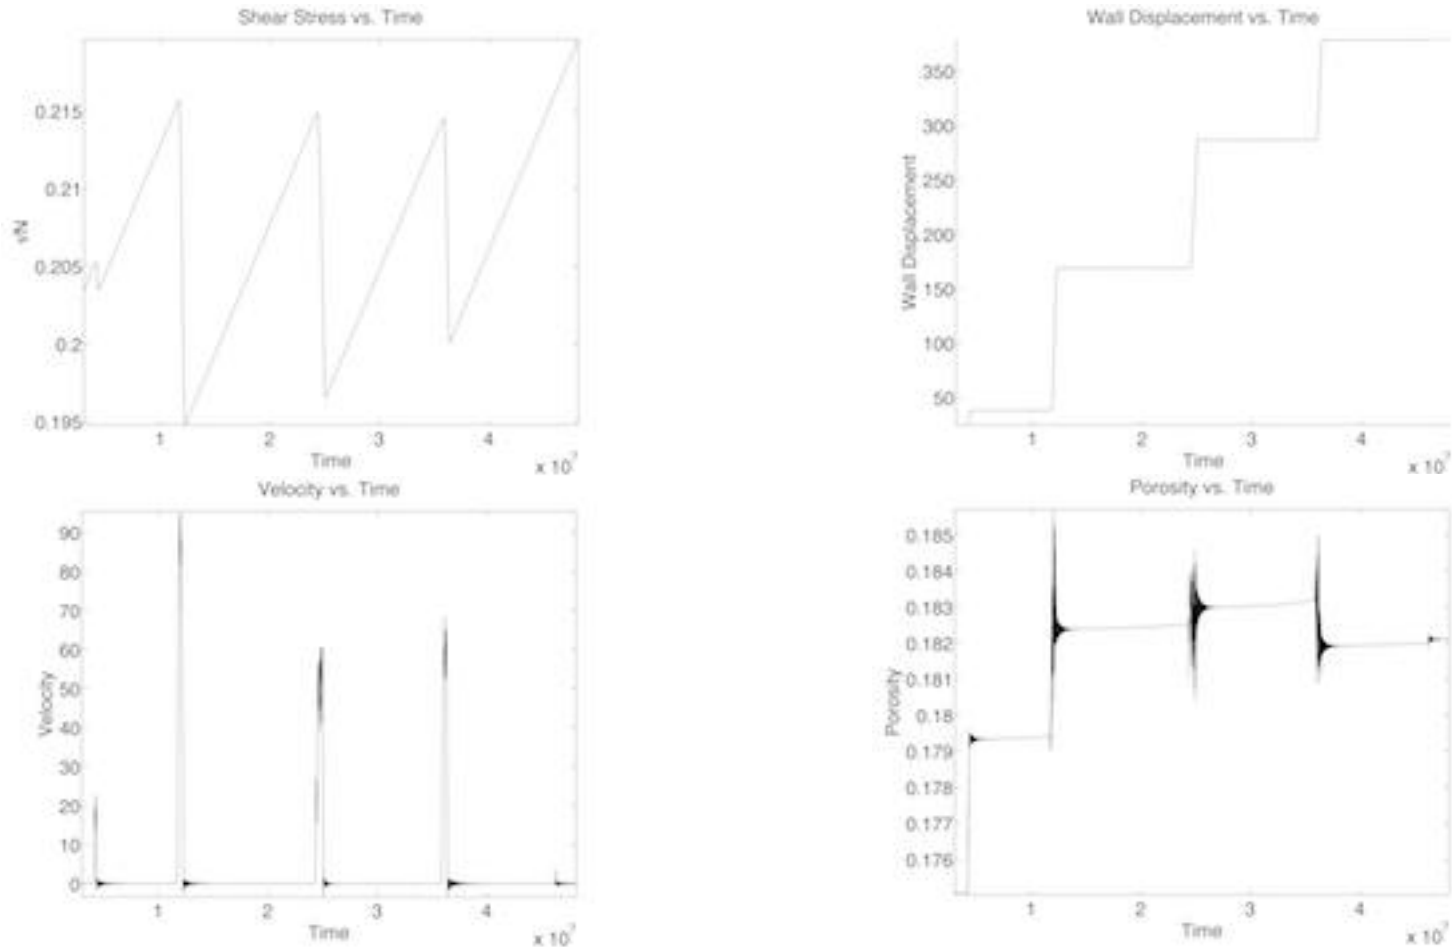 Shear Stress vs. Time
0.215
0.21
0.205
0.2
0.195
τ/N
1 2 3 4
Time
x 10⁷
Wall Displacement vs. Time
350
300
250
200
150
100
50
Wall Displacement
1 2 3 4
Time
x 10⁷
Velocity vs. Time
90
80
70
60
50
40
30
20
10
0
Velocity
1 2 3 4
Time
x 10⁷
Porosity vs. Time
0.185
0.184
0.183
0.182
0.181
0.18
0.179
0.178
0.177
0.176
Porosity
1 2 3 4
Time
x 10⁷